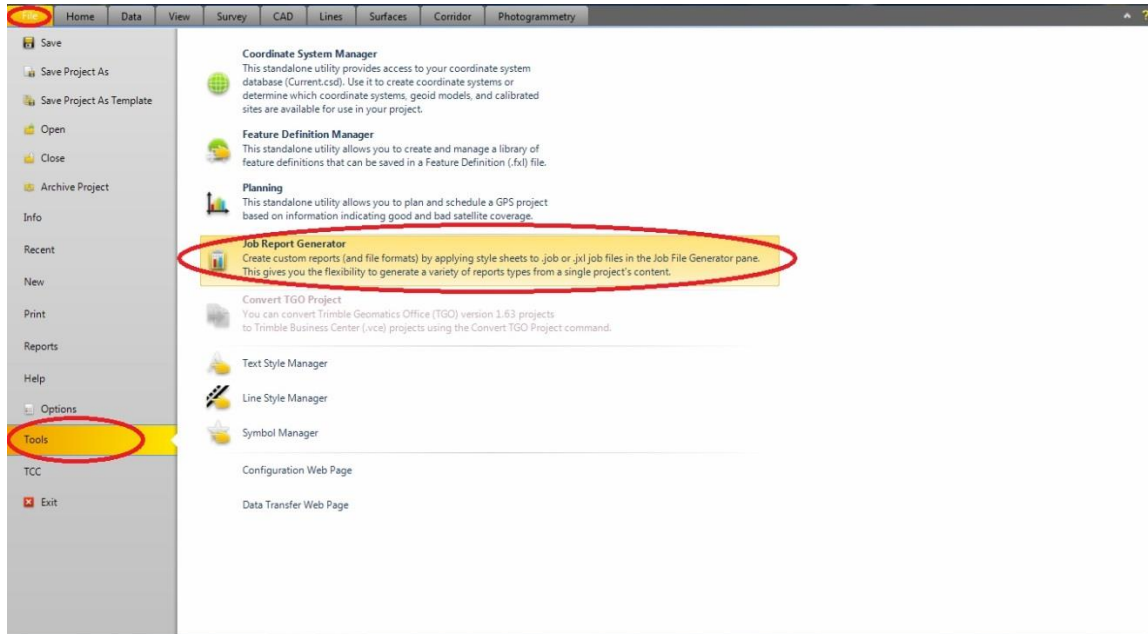 File Home Data View Survey CAD Lines Surfaces Corridor Photogrammetry ?
Save
Save Project As
Save Project As Template
Open
Close
Archive Project
Info
Recent
New
Print
Reports
Help
Options
Tools
TCC
Exit
Coordinate System Manager
This standalone utility provides access to your coordinate system
database (Current.csd). Use it to create coordinate systems or
determine which coordinate systems, geoid models, and calibrated
sites are available for use in your project.
Feature Definition Manager
This standalone utility allows you to create and manage a library of
feature definitions that can be saved in a Feature Definition (.fxl) file.
Planning
This standalone utility allows you to plan and schedule a GPS project
based on information indicating good and bad satellite coverage.
Job Report Generator
Create custom reports (and file formats) by applying style sheets to .job or .jxl job files in the Job File Generator pane.
This gives you the flexibility to generate a variety of reports types from a single project's content.
Convert TGO Project
You can convert Trimble Geomatics Office (TGO) version 1.63 projects
to Trimble Business Center (.vce) projects using the Convert TGO Project command.
Text Style Manager
Line Style Manager
Symbol Manager
Configuration Web Page
Data Transfer Web Page